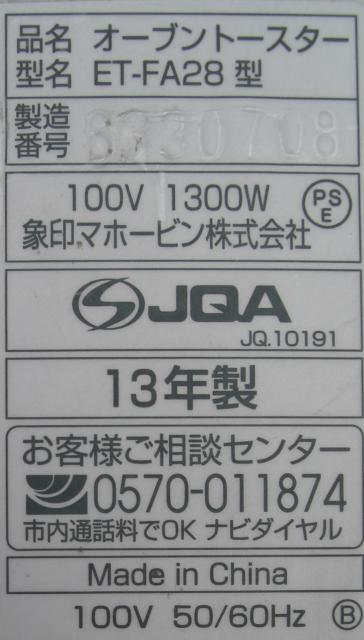 品名 オーブントースター
型名 ET-FA28 型
製造
番号
100V 1300W
PS
E
象印マホービン株式会社
JQA
JQ.10191
13年製
お客様ご相談センター
0570-011874
市内通話料でOK ナビダイヤル
Made in China
100V 50/60Hz Ⓑ